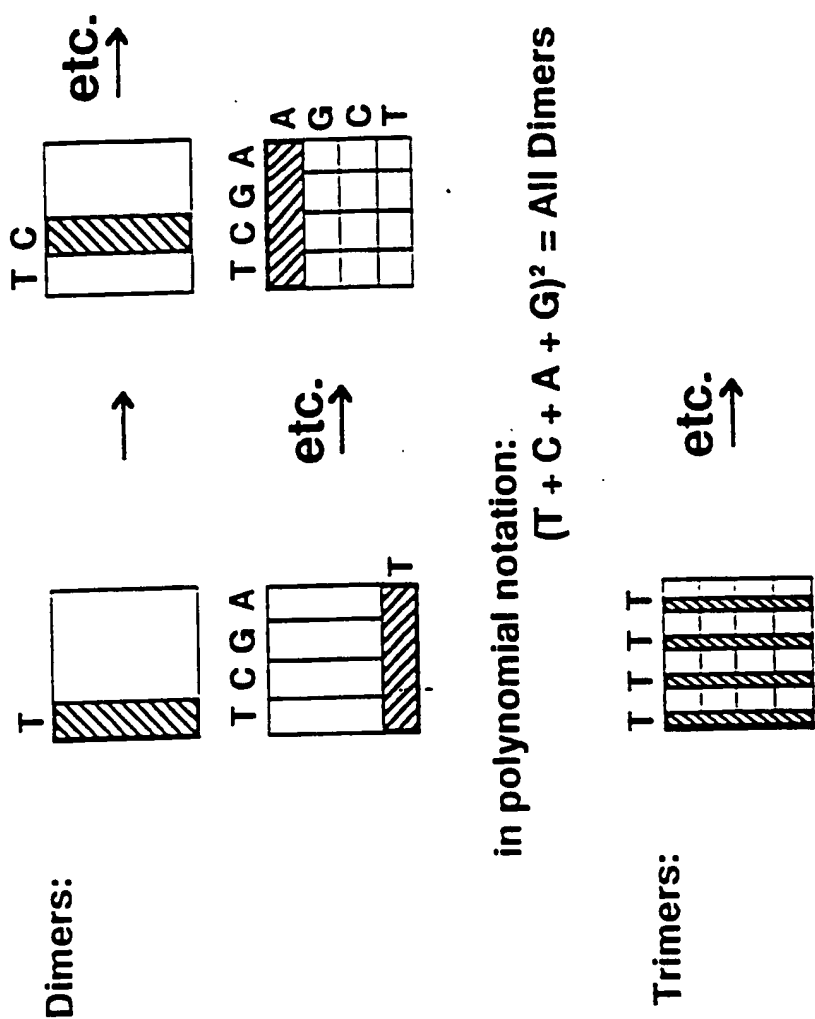 Dimers:
T
T C
etc.
T C G A
T
etc.
T C G A
A
G
C
T
in polynomial notation:
(T + C + A + G)² = All Dimers
Trimers:
T T T T
etc.